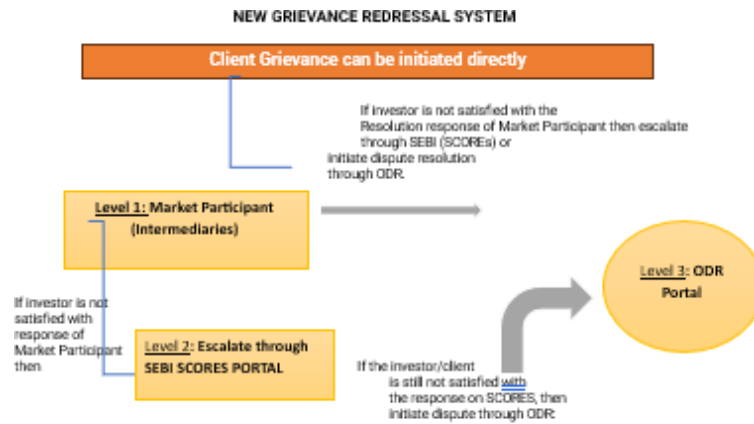 NEW GRIEVANCE REDRESSAL SYSTEM
Client Grievance can be initiated directly
If investor is not satisfied with the
Resolution response of Market Participant then escalate
through SEBI (SCOREs) or
initiate dispute resolution
through ODR.
Level 1: Market Participant
(Intermediaries)
Level 3: ODR
Portal
If investor is not
satisfied with
response of
Market Participant
then
Level 2: Escalate through
SEBI SCORES PORTAL
If the investor/client
is still not satisfied with
the response on SCORES, then
initiate dispute through ODR: